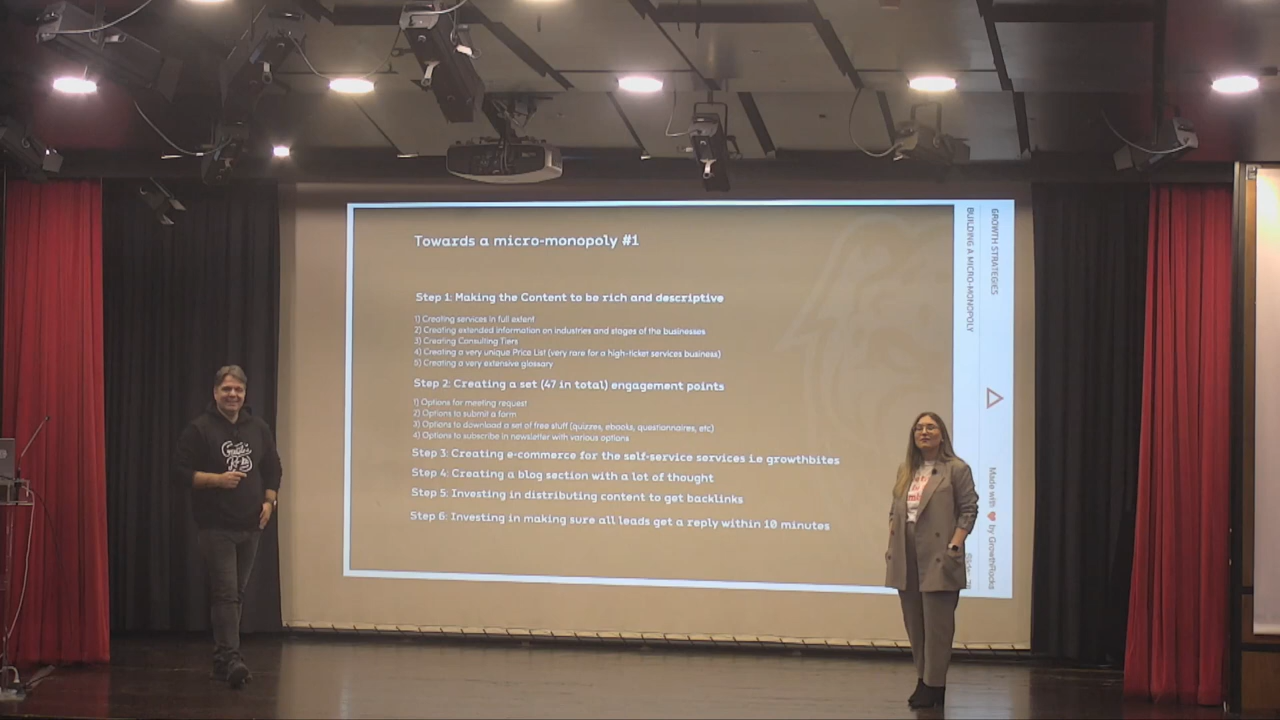 Towards a micro-monopoly #1
Step 1: Making the Content to be rich and descriptive
1) Creating services in full extent
2) Creating extended information on industries and stages of the businesses
3) Creating Consulting Tiers
4) Creating a very unique Price List (very rare for a high-ticket services business)
5) Creating a very extensive glossary
Step 2: Creating a set (47 in total) engagement points
1) Options for meeting request
2) Options to submit a form
3) Options to download a set of free stuff (quizzes, ebooks, questionnaires, etc)
4) Options to subscribe in newsletter with various options
Step 3: Creating e-commerce for the self-service services i.e growthbites
Step 4: Creating a blog section with a lot of thought
Step 5: Investing in distributing content to get backlinks
Step 6: Investing in making sure all leads get a reply within 10 minutes
GROWTH STRATEGIES
BUILDING A MICRO-MONOPOLY
Made with ❤ by GrowthRocks